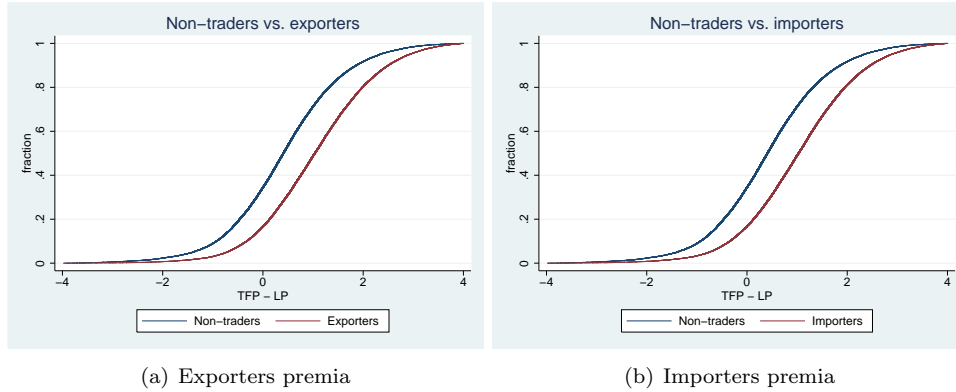 Non−traders vs. exporters
fraction
1
.8
.6
.4
.2
0
−4
−2
0
2
4
TFP − LP
Non−traders
Exporters
(a) Exporters premia
Non−traders vs. importers
fraction
1
.8
.6
.4
.2
0
−4
−2
0
2
4
TFP − LP
Non−traders
Importers
(b) Importers premia